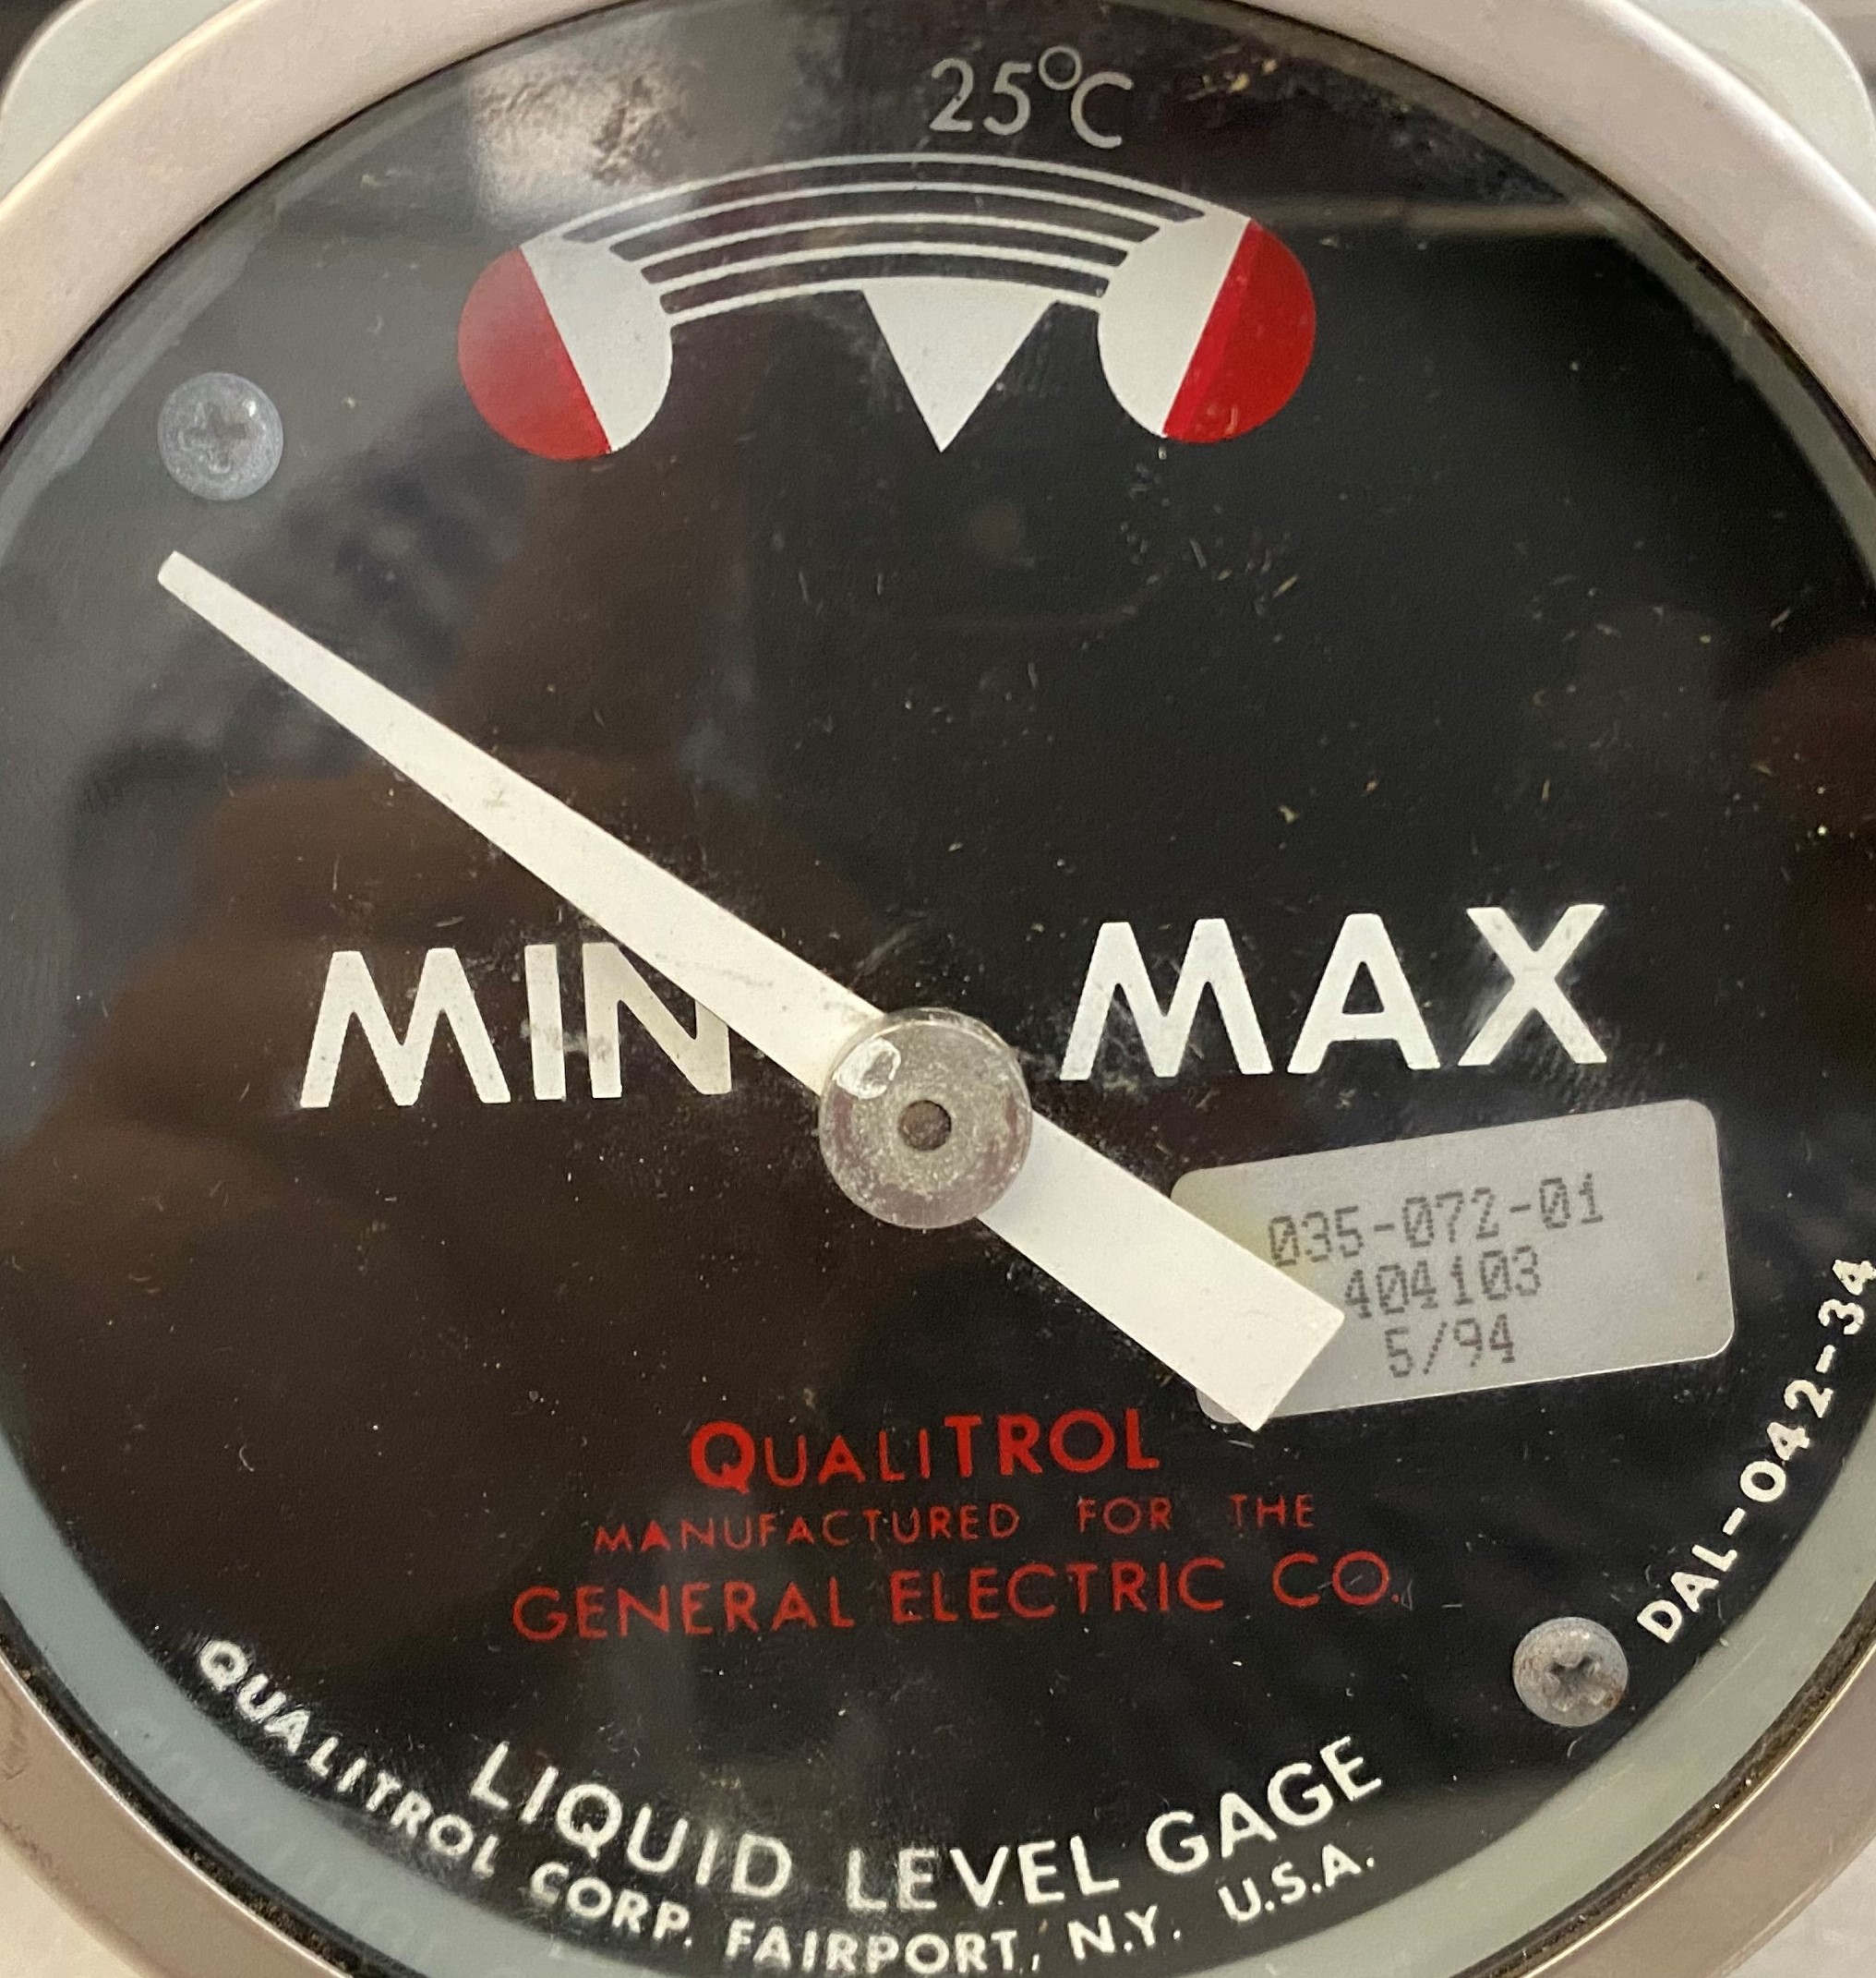 25°C
MIN MAX
035-072-01
404103
5/94
QUALITROL
MANUFACTURED FOR THE
GENERAL ELECTRIC CO.
DAL-042-34
LIQUID LEVEL GAGE
QUALITROL CORP. FAIRPORT, N.Y. U.S.A.